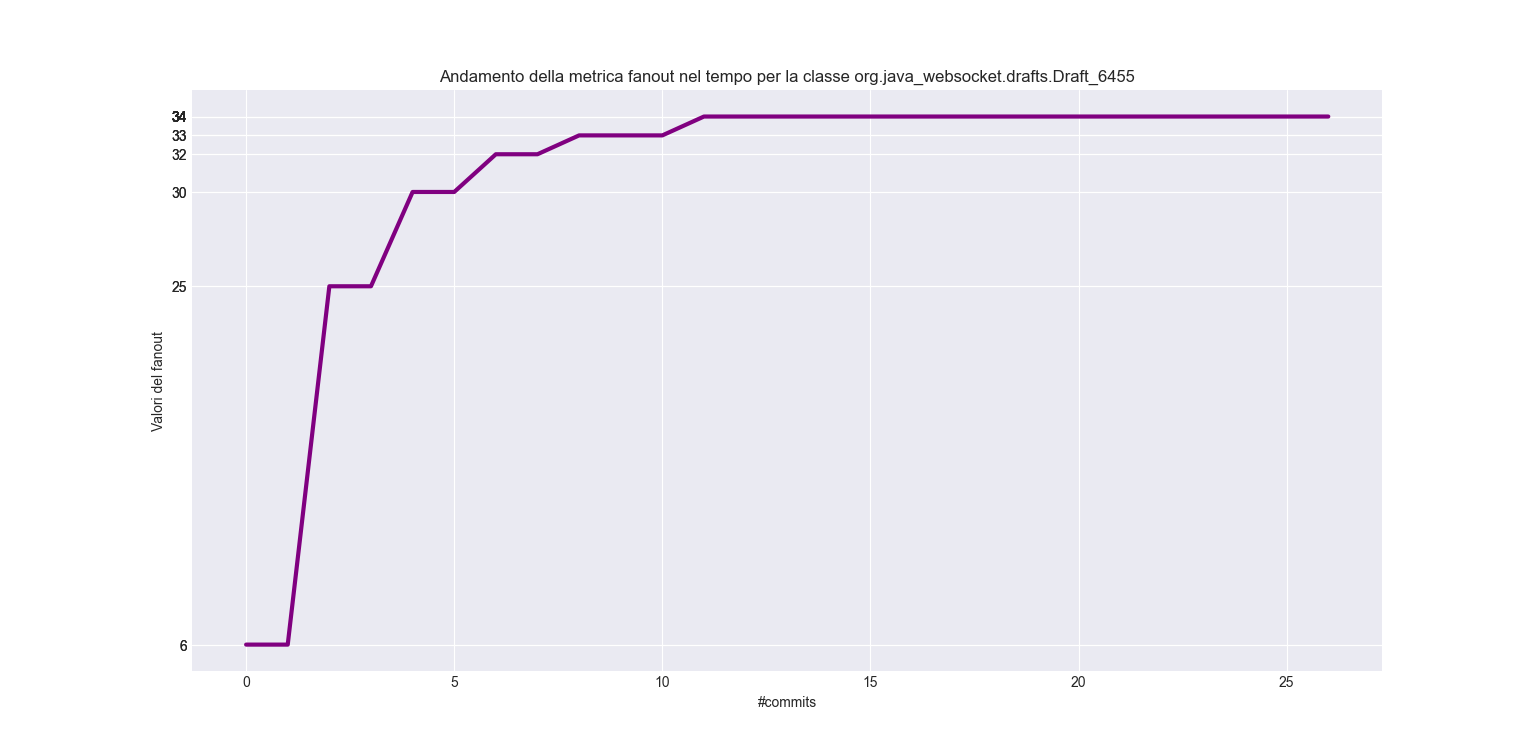 Andamento della metrica fanout nel tempo per la classe org.java_websocket.drafts.Draft_6455
34
33
32
30
25
6
Valori del fanout
0 5 10 15 20 25
#commits